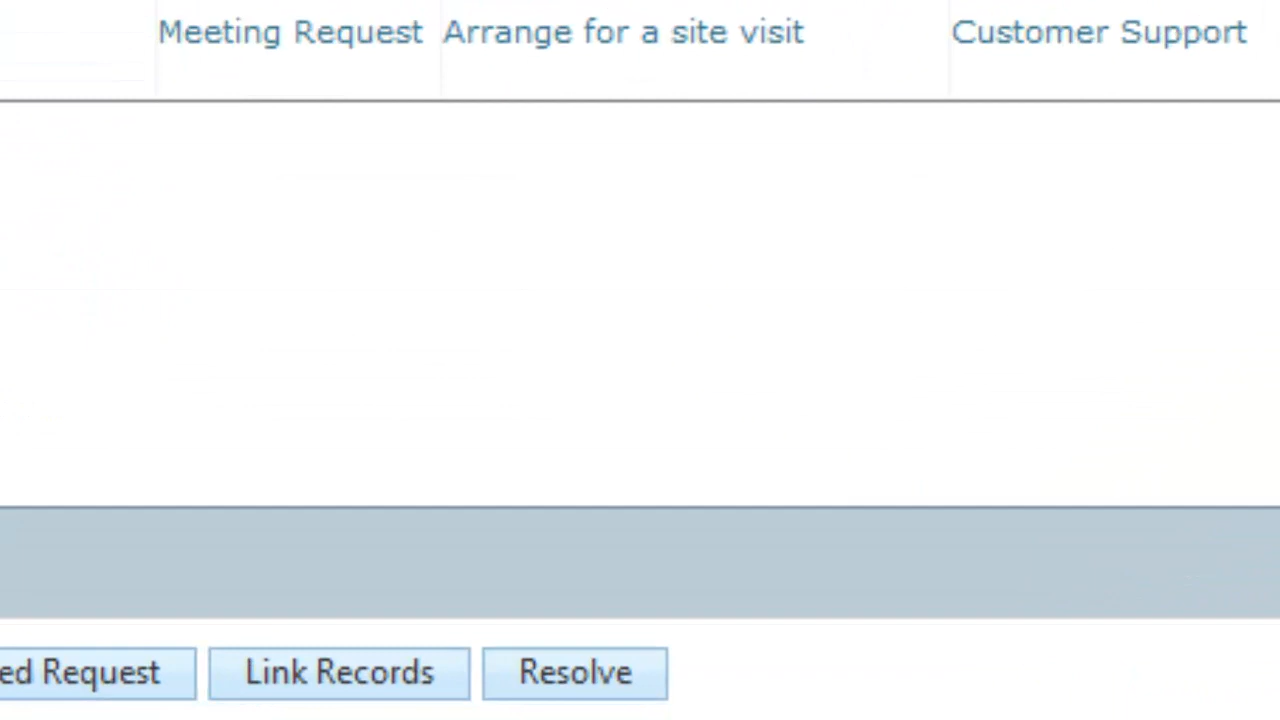 Meeting Request Arrange for a site visit Customer Support
ed Request Link Records Resolve